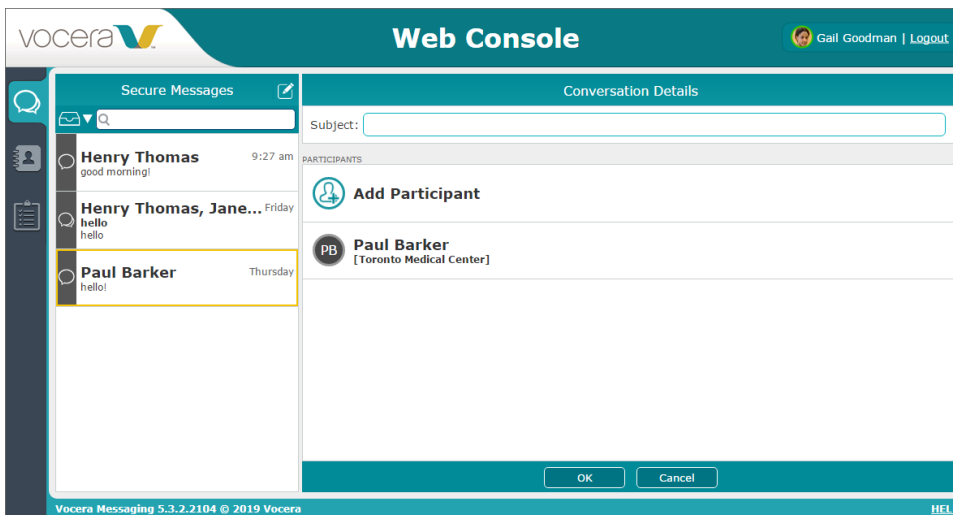 vocera
Web Console
Gail Goodman | Logout
Secure Messages
Conversation Details
Subject:
Henry Thomas 9:27 am
good morning!
Henry Thomas, Jane... Friday
hello
hello
Paul Barker Thursday
hello!
PARTICIPANTS
Add Participant
PB
Paul Barker
[Toronto Medical Center]
OK
Cancel
Vocera Messaging 5.3.2.2104 © 2019 Vocera
HEL